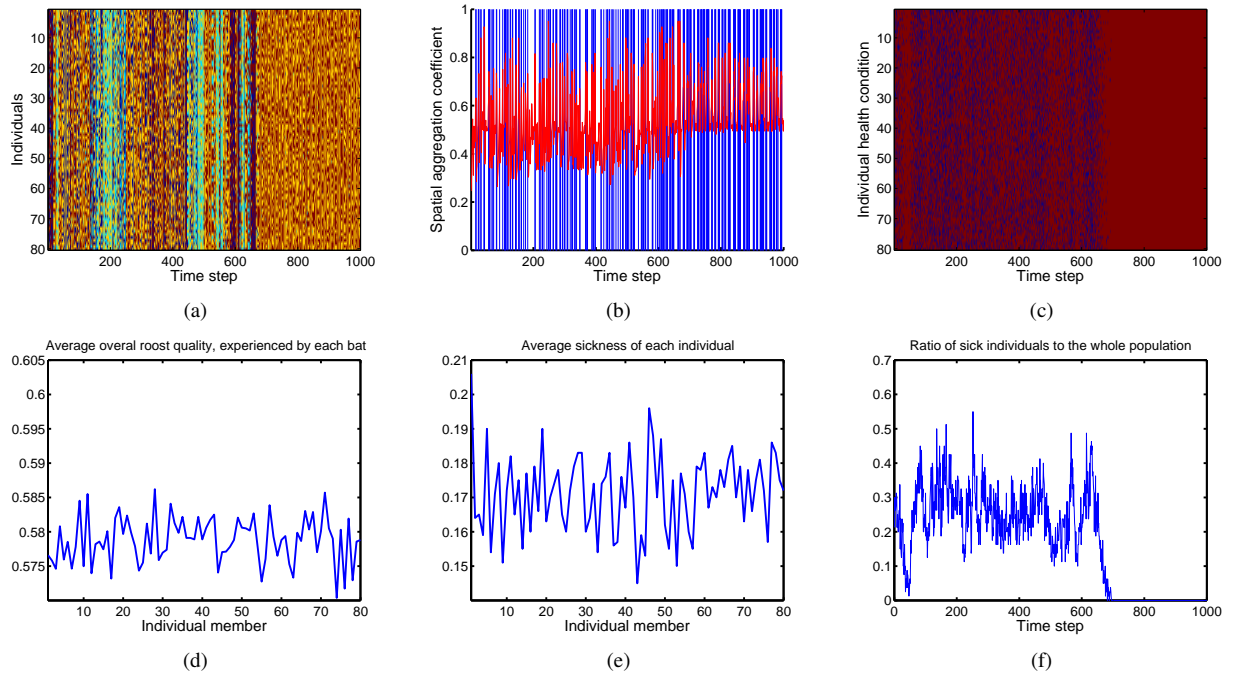 10
20
30
40
50
60
70
80
Individuals
200 400 600 800 1000
Time step
(a)
1
0.8
0.6
0.4
0.2
0
Spatial aggregation coefficient
200 400 600 800 1000
Time step
(b)
10
20
30
40
50
60
70
80
Individual health condition
200 400 600 800 1000
Time step
(c)
Average overal roost quality, experienced by each bat
0.605
0.6
0.595
0.59
0.585
0.58
0.575
10 20 30 40 50 60 70 80
Individual member
(d)
Average sickness of each individual
0.21
0.2
0.19
0.18
0.17
0.16
0.15
10 20 30 40 50 60 70 80
Individual member
(e)
Ratio of sick individuals to the whole population
0.7
0.6
0.5
0.4
0.3
0.2
0.1
0
0 200 400 600 800 1000
Time step
(f)